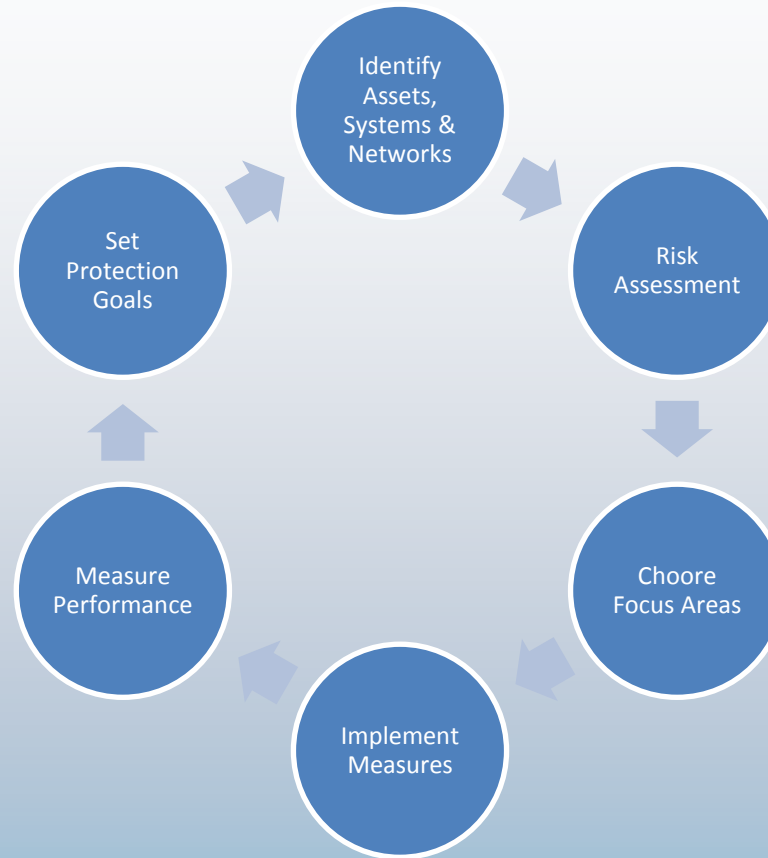 Identify
Assets,
Systems &
Networks
Risk
Assessment
Choore
Focus Areas
Implement
Measures
Measure
Performance
Set
Protection
Goals